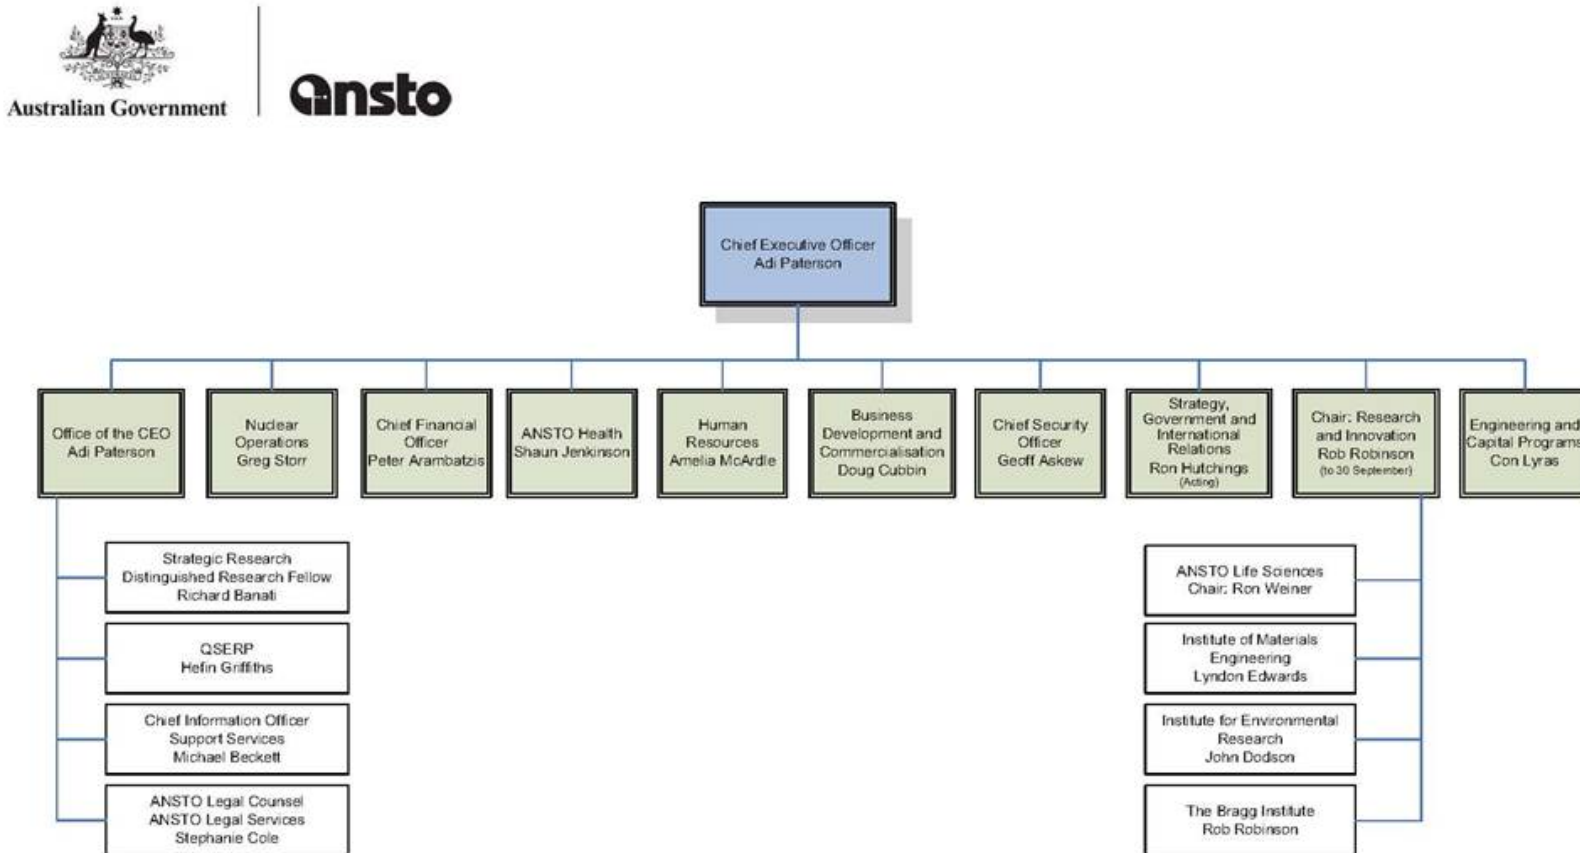 Australian Government
ansto
Chief Executive Officer
Adi Paterson
Office of the CEO
Adi Paterson
Nuclear
Operations
Greg Storr
Chief Financial
Officer
Peter Arambatzis
ANSTO Health
Shaun Jenkinson
Human
Resources
Amelia McArdle
Business
Development and
Commercialisation
Doug Cubbin
Chief Security
Officer
Geoff Askew
Strategy,
Government and
International
Relations
Ron Hutchings
(Acting)
Chair: Research
and Innovation
Rob Robinson
(to 30 September)
Engineering and
Capital Programs
Con Lyras
Strategic Research
Distinguished Research Fellow
Richard Banati
QSERP
Hefin Griffiths
Chief Information Officer
Support Services
Michael Beckett
ANSTO Legal Counsel
ANSTO Legal Services
Stephanie Cole
ANSTO Life Sciences
Chair: Ron Weiner
Institute of Materials
Engineering
Lyndon Edwards
Institute for Environmental
Research
John Dodson
The Bragg Institute
Rob Robinson